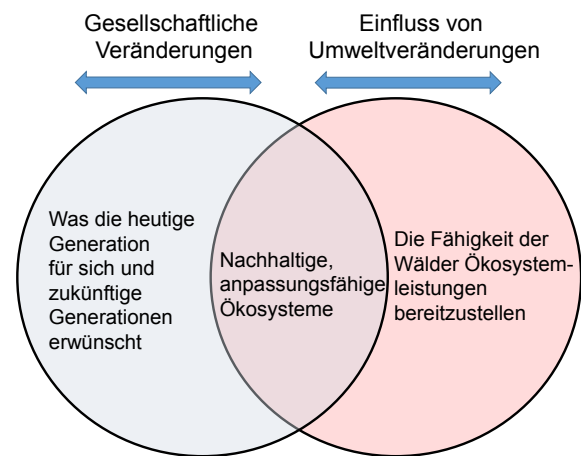 Gesellschaftliche
Veränderungen
Einfluss von
Umweltveränderungen
Was die heutige
Generation
für sich und
zukünftige
Generationen
erwünscht
Nachhaltige,
anpassungsfähige
Ökosysteme
Die Fähigkeit der
Wälder Ökosystem-
leistungen
bereitzustellen